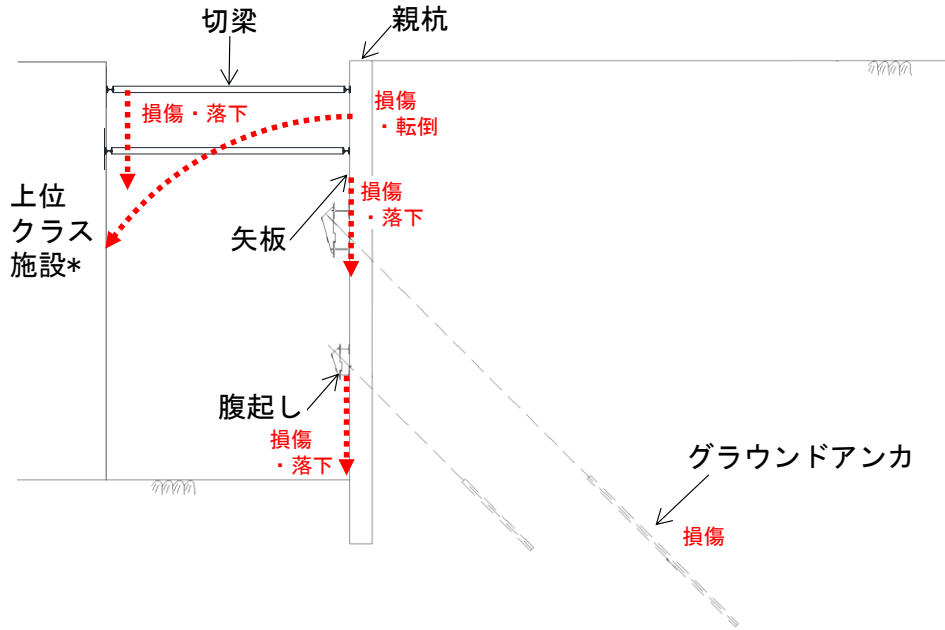 切梁
親杭
損傷・落下
損傷
・転倒
上位
クラス
施設*
矢板
損傷
・落下
腹起し
損傷
・落下
グラウンドアンカ
損傷